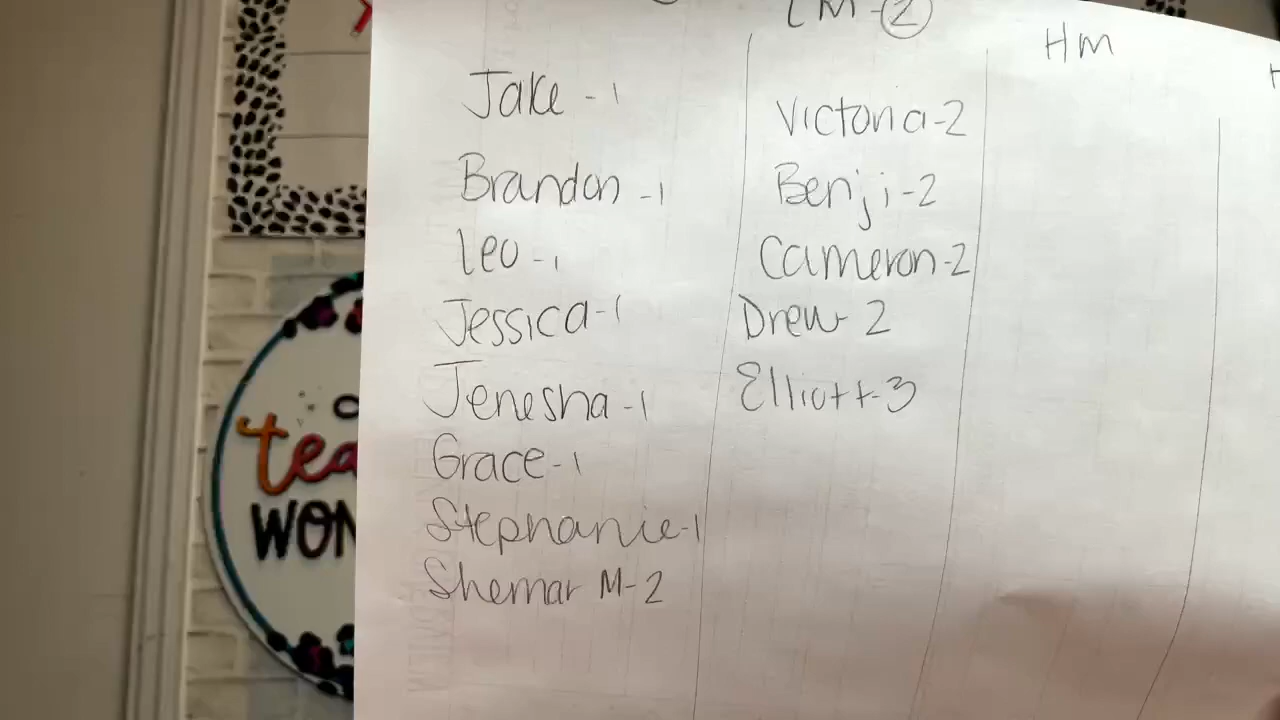 LM-2
Hm
Jake - 1
Brandon - 1
Leo - 1
Jessica - 1
Jenesha - 1
Grace - 1
Stephanie - 1
Shemar M - 2
Victoria - 2
Benji - 2
Cameron - 2
Drew - 2
Elliott - 3
tea
WON